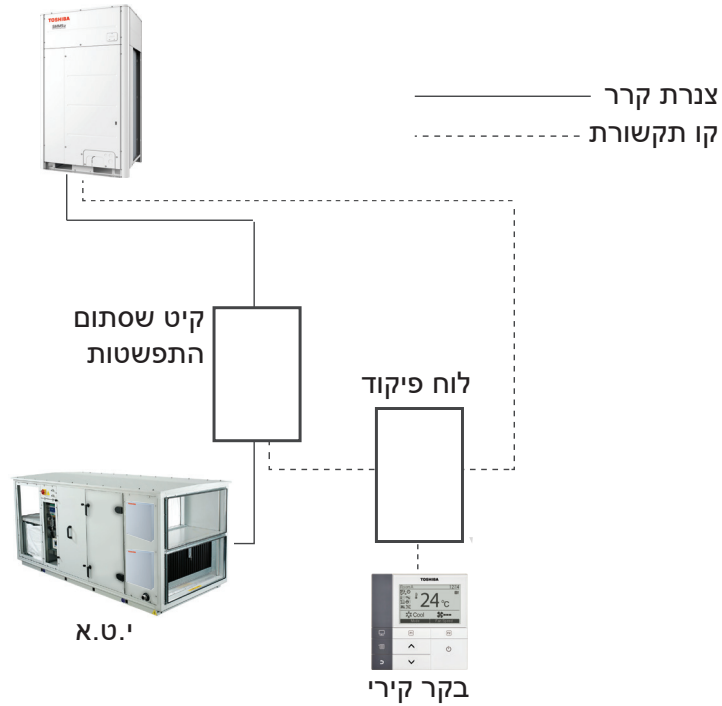 TOSHIBA
צנרת קרר
קו תקשורת
קיט שסתום
התפשטות
לוח פיקוד
י.ט.א
TOSHIBA
24 °C
Cool
בקר קירי